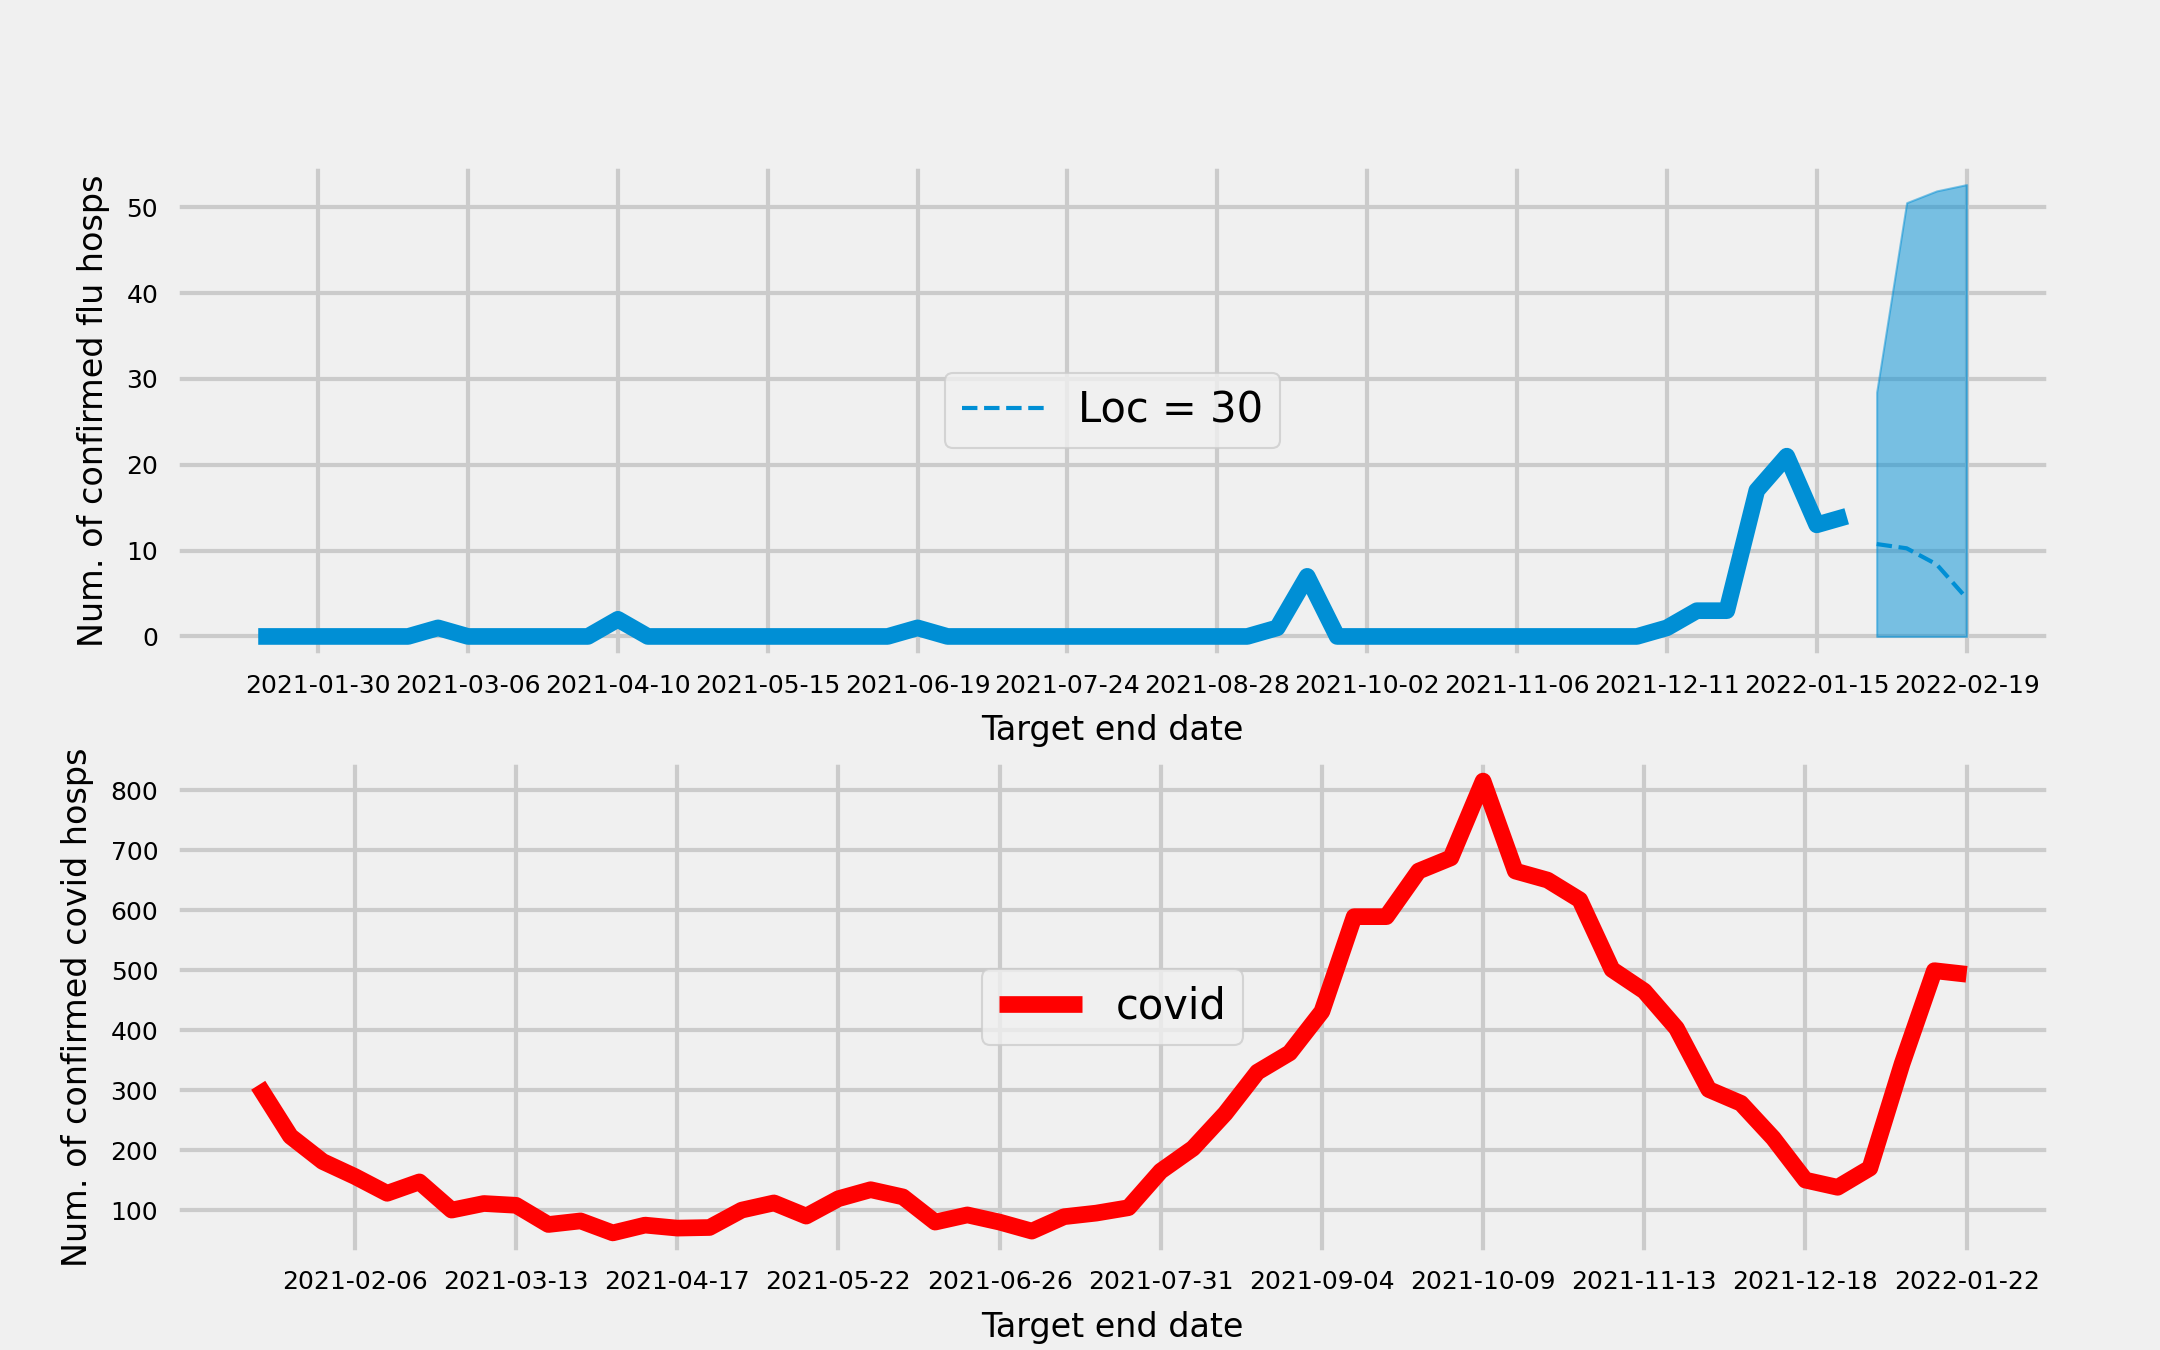 Num. of confirmed flu hosps
50
40
30
20
10
0
Loc = 30
2021-01-30 2021-03-06 2021-04-10 2021-05-15 2021-06-19 2021-07-24 2021-08-28 2021-10-02 2021-11-06 2021-12-11 2022-01-15 2022-02-19
Target end date
Num. of confirmed covid hosps
800
700
600
500
400
300
200
100
covid
2021-02-06 2021-03-13 2021-04-17 2021-05-22 2021-06-26 2021-07-31 2021-09-04 2021-10-09 2021-11-13 2021-12-18 2022-01-22
Target end date